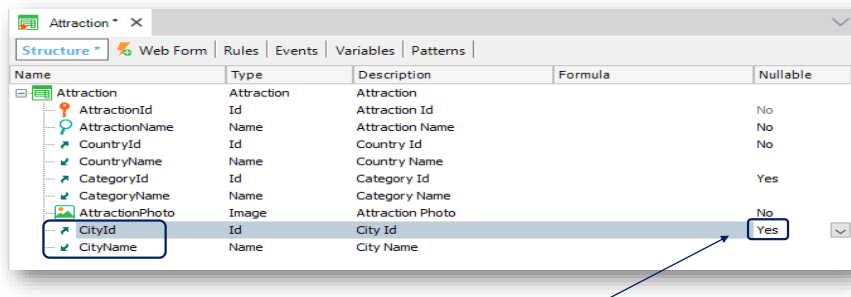 Attraction *
Structure * Web Form Rules Events Variables Patterns
Name Type Description Formula Nullable
Attraction Attraction Attraction
AttractionId Id Attraction Id No
AttractionName Name Attraction Name No
CountryId Id Country Id No
CountryName Name Country Name
CategoryId Id Category Id Yes
CategoryName Name Category Name
AttractionPhoto Image Attraction Photo No
CityId Id City Id Yes
CityName Name City Name